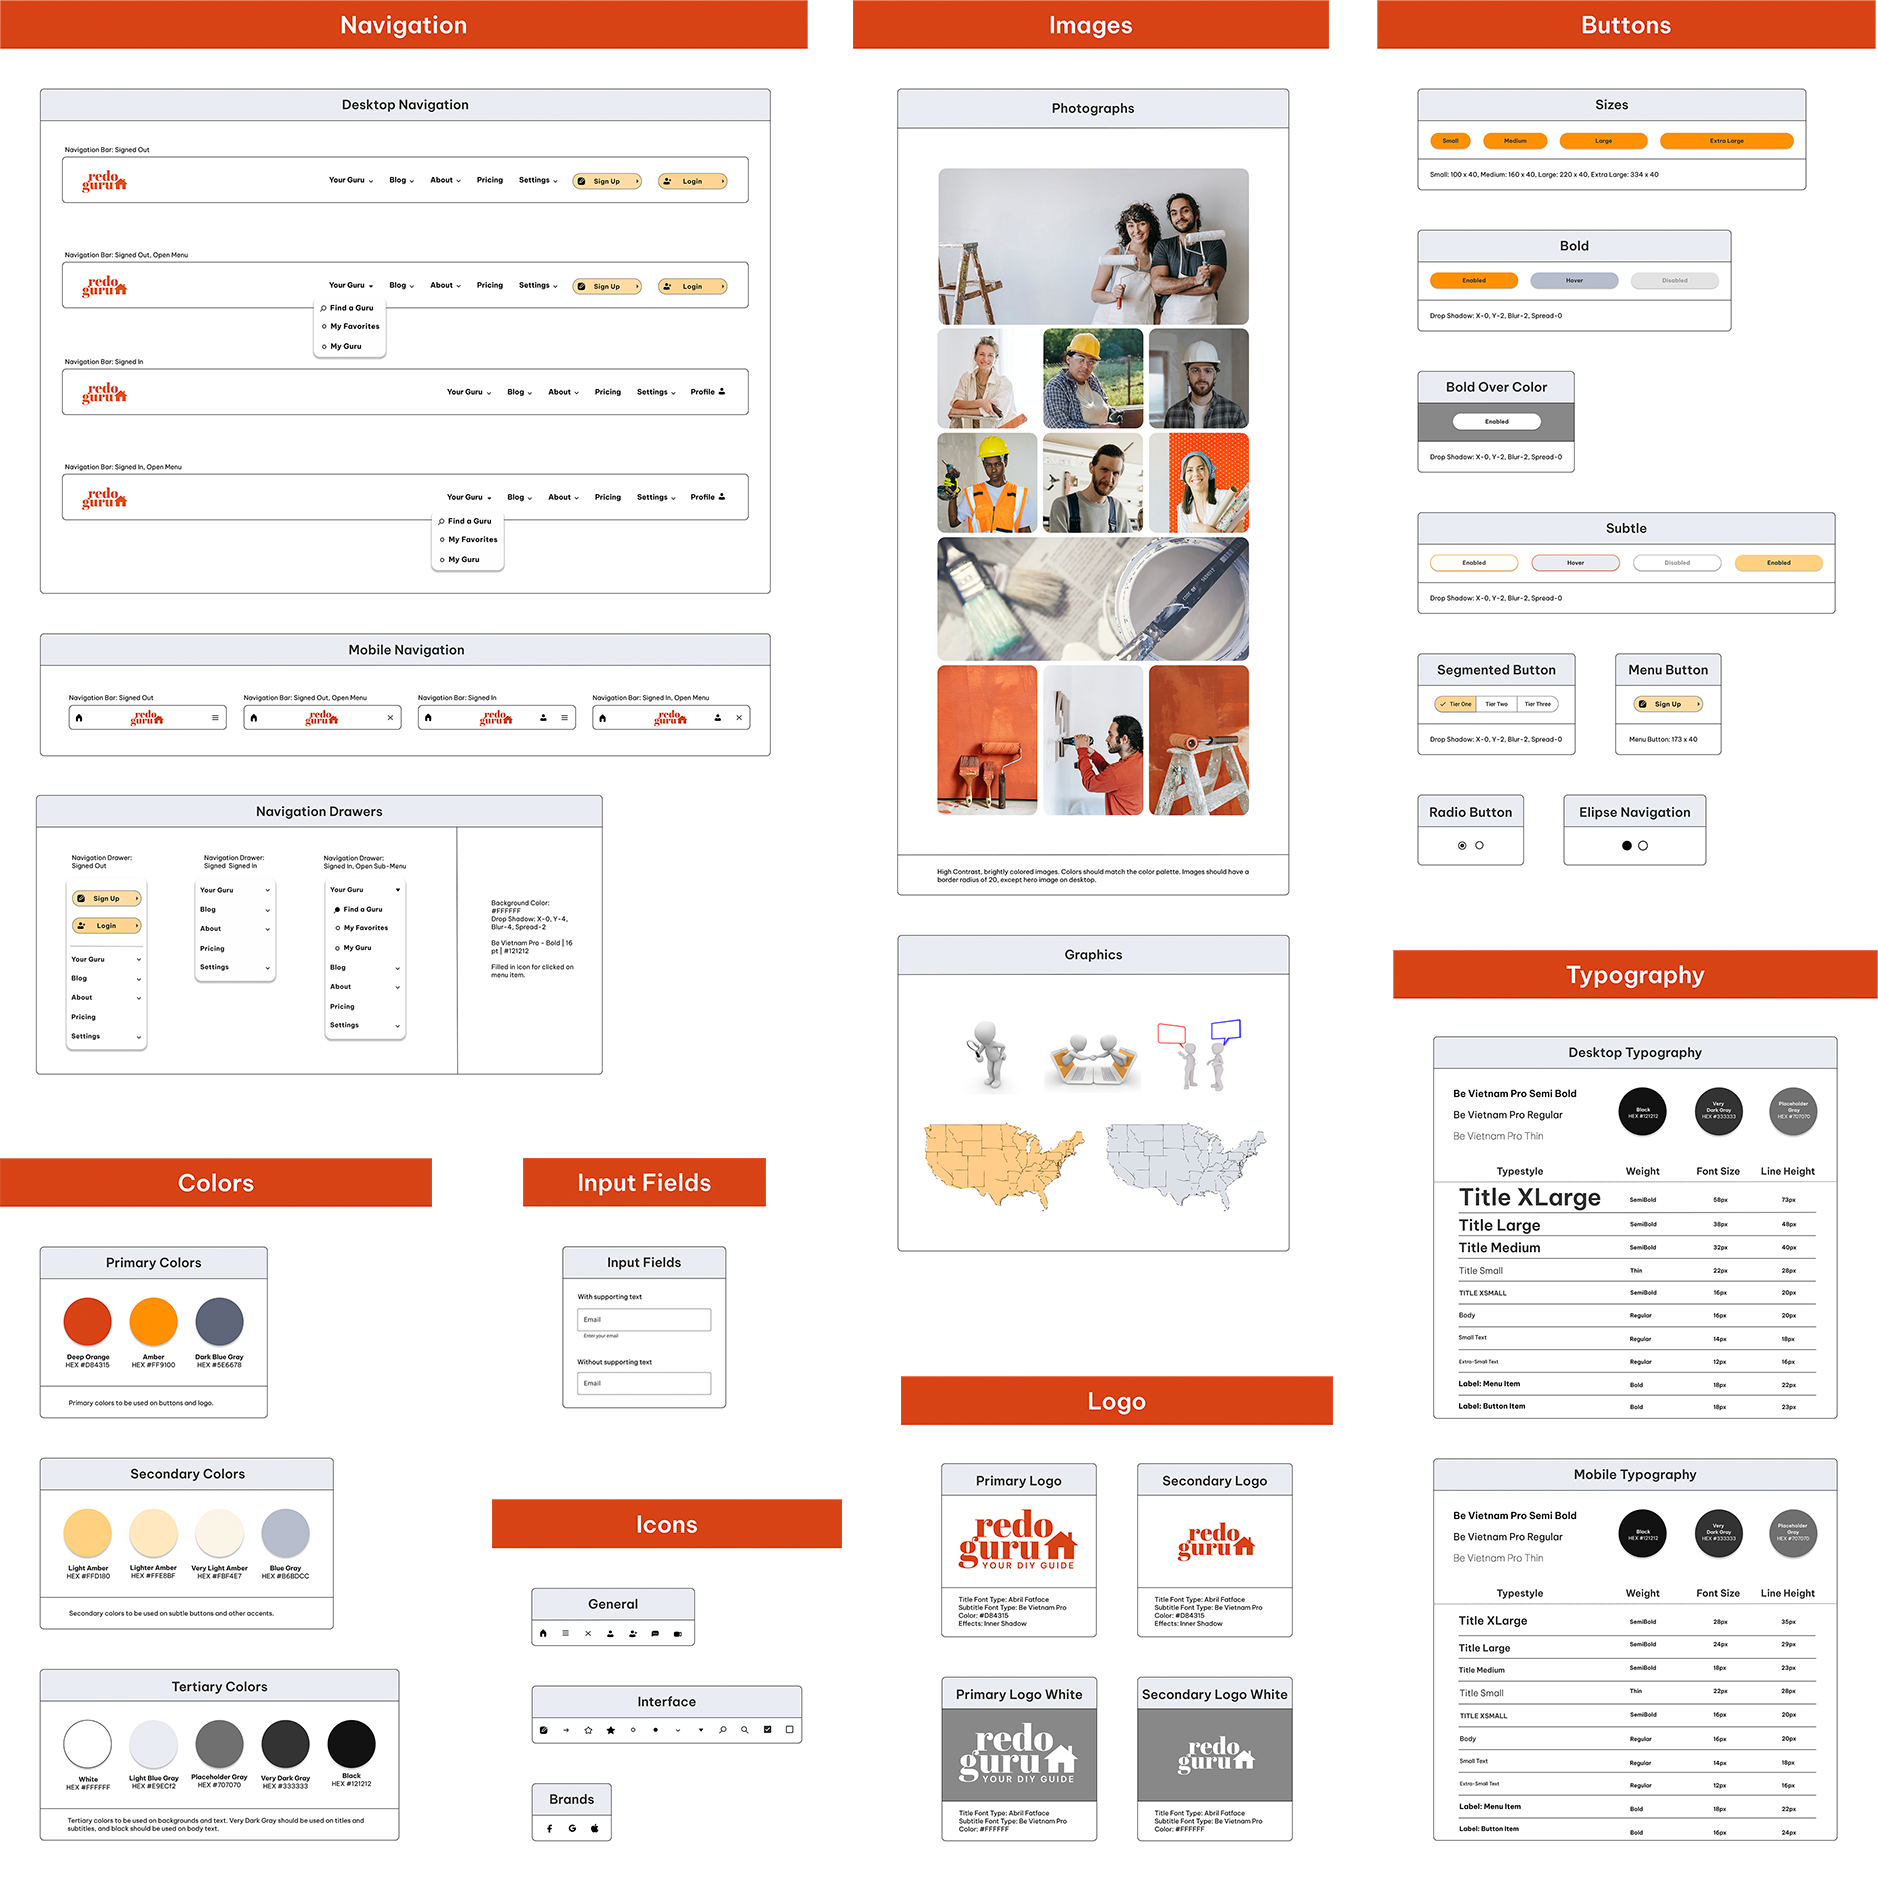 Navigation
Desktop Navigation
Navigation Bar: Signed Out
redo
guru
Your Guru
Blog
About
Pricing
Settings
Sign Up
Login
Navigation Bar: Signed Out, Open Menu
redo
guru
Your Guru
Blog
About
Pricing
Settings
Sign Up
Login
Find a Guru
My Favorites
My Guru
Navigation Bar: Signed In
redo
guru
Your Guru
Blog
About
Pricing
Settings
Profile
Navigation Bar: Signed In, Open Menu
redo
guru
Your Guru
Blog
About
Pricing
Settings
Profile
Find a Guru
My Favorites
My Guru
Mobile Navigation
Navigation Bar: Signed Out
redo
guru
Navigation Bar: Signed Out, Open Menu
redo
guru
Navigation Bar: Signed In
redo
guru
Navigation Bar: Signed In, Open Menu
redo
guru
Navigation Drawers
Navigation Drawer:
Signed Out
Sign Up
Login
Your Guru
Blog
About
Pricing
Settings
Navigation Drawer:
Signed Signed In
Your Guru
Blog
About
Pricing
Settings
Navigation Drawer:
Signed In, Open Sub-Menu
Your Guru
Find a Guru
My Favorites
My Guru
Blog
About
Pricing
Settings
Background Color:
#FFFFFF
Drop Shadow: X-0, Y-4,
Blur-4, Spread-2
Be Vietnam Pro - Bold | 16
pt | #121212
Filled in icon for clicked on
menu item.
Colors
Primary Colors
Deep Orange
HEX #D84315
Amber
HEX #FF9100
Dark Blue Gray
HEX #5E6678
Primary colors to be used on buttons and logo.
Secondary Colors
Light Amber
HEX #FFD180
Lighter Amber
HEX #FFE8BF
Very Light Amber
HEX #FBF4E7
Blue Gray
HEX #B6BDCC
Secondary colors to be used on subtle buttons and other accents.
Tertiary Colors
White
HEX #FFFFFF
Light Blue Gray
HEX #E9ECf2
Placeholder Gray
HEX #707070
Very Dark Gray
HEX #333333
Black
HEX #121212
Tertiary colors to be used on backgrounds and text. Very Dark Gray should be used on titles and
subtitles, and black should be used on body text.
Input Fields
Input Fields
With supporting text
Email
Enter your email
Without supporting text
Email
Icons
General
Interface
Brands
Images
Photographs
High Contrast, brightly colored images. Colors should match the color palette. Images should have a
border radius of 20, except hero image on desktop.
Graphics
Logo
Primary Logo
redo
guru
YOUR DIY GUIDE
Title Font Type: Abril Fatface
Subtitle Font Type: Be Vietnam Pro
Color: #D84315
Effects: Inner Shadow
Secondary Logo
redo
guru
Title Font Type: Abril Fatface
Subtitle Font Type: Be Vietnam Pro
Color: #D84315
Effects: Inner Shadow
Primary Logo White
redo
guru
YOUR DIY GUIDE
Title Font Type: Abril Fatface
Subtitle Font Type: Be Vietnam Pro
Color: #FFFFFF
Secondary Logo White
redo
guru
Title Font Type: Abril Fatface
Subtitle Font Type: Be Vietnam Pro
Color: #FFFFFF
Buttons
Sizes
Small
Medium
Large
Extra Large
Small: 100 x 40, Medium: 160 x 40, Large: 220 x 40, Extra Large: 334 x 40
Bold
Enabled
Hover
Disabled
Drop Shadow: X-0, Y-2, Blur-2, Spread-0
Bold Over Color
Enabled
Drop Shadow: X-0, Y-2, Blur-2, Spread-0
Subtle
Enabled
Hover
Disabled
Enabled
Drop Shadow: X-0, Y-2, Blur-2, Spread-0
Segmented Button
Tier One
Tier Two
Tier Three
Drop Shadow: X-0, Y-2, Blur-2, Spread-0
Menu Button
Sign Up
Menu Button: 173 x 40
Radio Button
Elipse Navigation
Typography
Desktop Typography
Be Vietnam Pro Semi Bold
Be Vietnam Pro Regular
Be Vietnam Pro Thin
Black
HEX #121212
Very
Dark Gray
HEX #333333
Placeholder
Gray
HEX #707070
Typestyle Weight Font Size Line Height
Title XLarge SemiBold 58px 73px
Title Large SemiBold 38px 48px
Title Medium SemiBold 32px 40px
Title Small Thin 22px 28px
TITLE XSMALL SemiBold 16px 20px
Body Regular 16px 20px
Small Text Regular 14px 18px
Extra-Small Text Regular 12px 16px
Label: Menu Item Bold 18px 22px
Label: Button Item Bold 18px 23px
Mobile Typography
Be Vietnam Pro Semi Bold
Be Vietnam Pro Regular
Be Vietnam Pro Thin
Black
HEX #121212
Very
Dark Gray
HEX #333333
Placeholder
Gray
HEX #707070
Typestyle Weight Font Size Line Height
Title XLarge SemiBold 28px 35px
Title Large SemiBold 24px 29px
Title Medium SemiBold 18px 23px
Title Small Thin 22px 28px
TITLE XSMALL SemiBold 16px 20px
Body Regular 16px 20px
Small Text Regular 14px 18px
Extra-Small Text Regular 12px 16px
Label: Menu Item Bold 18px 22px
Label: Button Item Bold 16px 24px